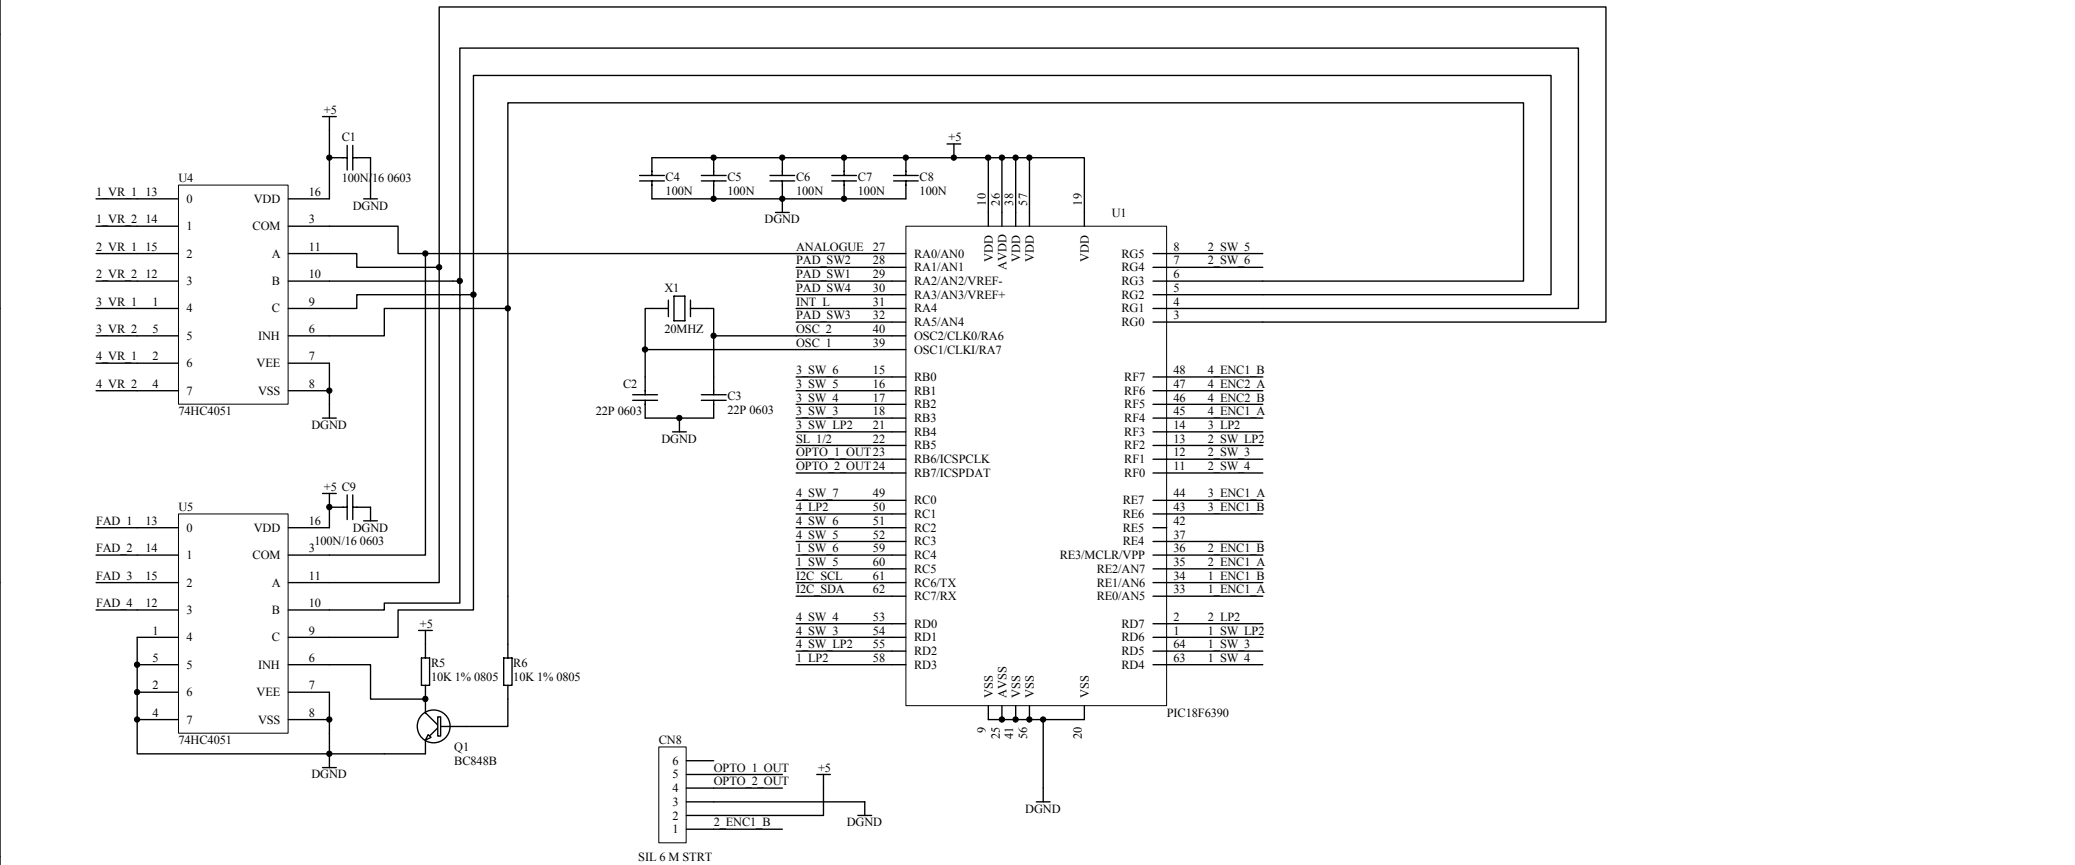 +5
C1
100N/16 0603
DGND
U4
1_VR_1 13 0 VDD 16
1_VR_2 14 1 COM 3
2_VR_1 15 2 A 11
2_VR_2 12 3 B 10
3_VR_1 1 4 C 9
3_VR_2 5 5 INH 6
4_VR_1 2 6 VEE 7
4_VR_2 4 7 VSS 8
74HC4051
DGND
+5 C9
DGND
100N/16 0603
U5
FAD_1 13 0 VDD 16
FAD_2 14 1 COM 3
FAD_3 15 2 A 11
FAD_4 12 3 B 10
1 4 C 9
5 5 INH 6
2 6 VEE 7
4 7 VSS 8
74HC4051
DGND
+5
R5
10K 1% 0805
R6
10K 1% 0805
Q1
BC848B
+5
C4
100N
C5
100N
C6
100N
C7
100N
C8
100N
DGND
X1
20MHZ
C2
22P 0603
C3
22P 0603
DGND
U1
10 26 38 57 19
VDD AVDD VDD VDD VDD
ANALOGUE 27 RA0/AN0
PAD_SW2 28 RA1/AN1
PAD_SW1 29 RA2/AN2/VREF-
PAD_SW4 30 RA3/AN3/VREF+
INT_L 31 RA4
PAD_SW3 32 RA5/AN4
OSC_2 40 OSC2/CLK0/RA6
OSC_1 39 OSC1/CLKI/RA7
3_SW_6 15 RB0
3_SW_5 16 RB1
3_SW_4 17 RB2
3_SW_3 18 RB3
3_SW_LP2 21 RB4
SL_1/2 22 RB5
OPTO_1_OUT 23 RB6/ICSPCLK
OPTO_2_OUT 24 RB7/ICSPDAT
4_SW_7 49 RC0
4_LP2 50 RC1
4_SW_6 51 RC2
4_SW_5 52 RC3
1_SW_6 59 RC4
1_SW_5 60 RC5
I2C_SCL 61 RC6/TX
I2C_SDA 62 RC7/RX
4_SW_4 53 RD0
4_SW_3 54 RD1
4_SW_LP2 55 RD2
1_LP2 58 RD3
RG5 8 2_SW_5
RG4 7 2_SW_6
RG3 6
RG2 5
RG1 4
RG0 3
RF7 48 4_ENC1_B
RF6 47 4_ENC2_A
RF5 46 4_ENC2_B
RF4 45 4_ENC1_A
RF3 14 3_LP2
RF2 13 2_SW_LP2
RF1 12 2_SW_3
RF0 11 2_SW_4
RE7 44 3_ENC1_A
RE6 43 3_ENC1_B
RE5 42
RE4 37
RE3/MCLR/VPP 36 2_ENC1_B
RE2/AN7 35 2_ENC1_A
RE1/AN6 34 1_ENC1_B
RE0/AN5 33 1_ENC1_A
RD7 2 2_LP2
RD6 1 1_SW_LP2
RD5 64 1_SW_3
RD4 63 1_SW_4
VSS AVSS VSS VSS VSS
9 25 41 56 20
PIC18F6390
DGND
CN8
6
5 OPTO_1_OUT
4 OPTO_2_OUT
3
2
1 2_ENC1_B
+5
DGND
SIL 6 M STRT